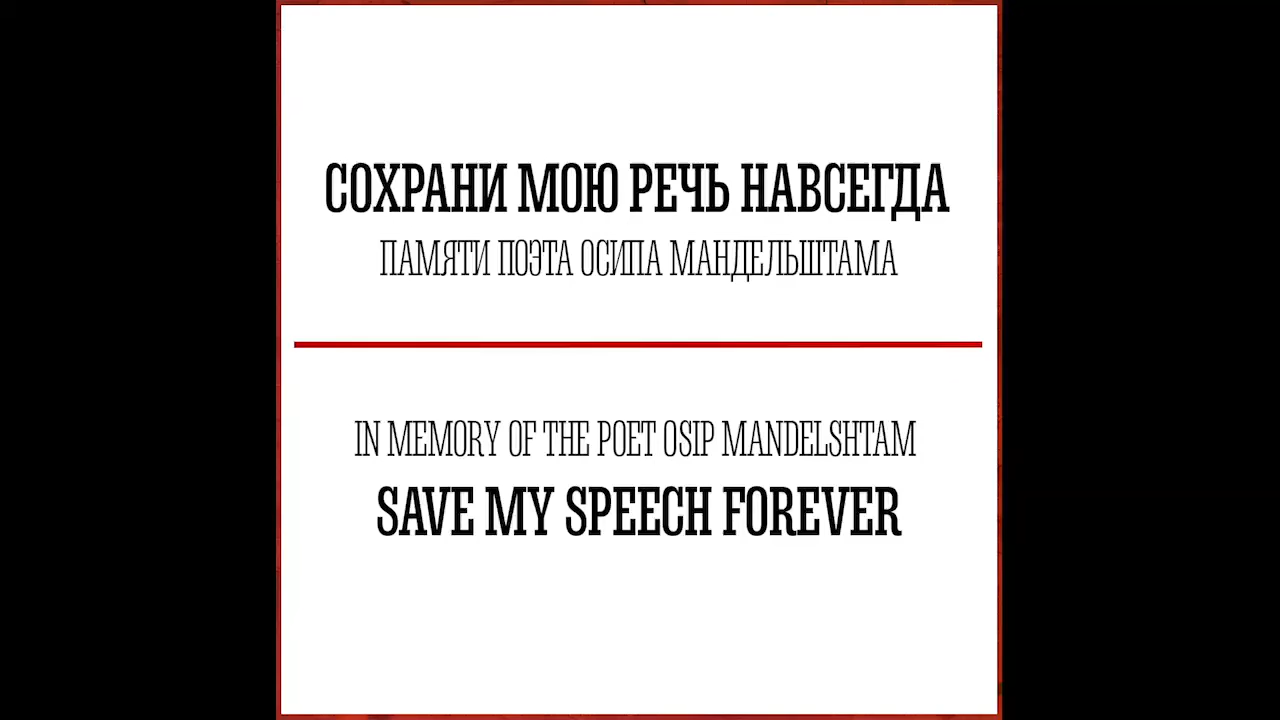 СОХРАНИ МОЮ РЕЧЬ НАВСЕГДА
ПАМЯТИ ПОЭТА ОСИПА МАНДЕЛЬШТАМА
IN MEMORY OF THE POET OSIP MANDELSHTAM
SAVE MY SPEECH FOREVER